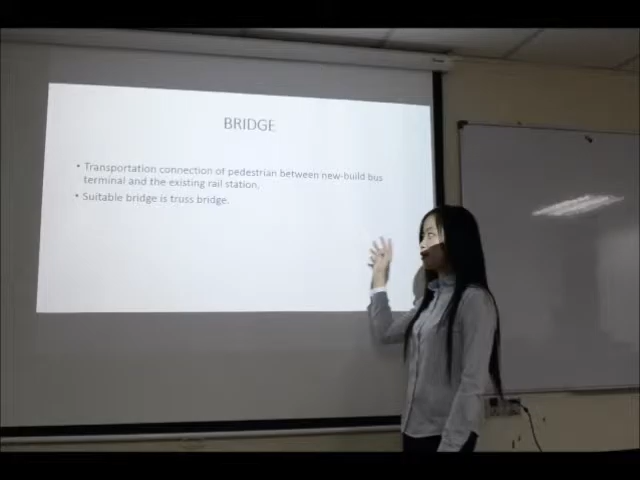 BRIDGE
• Transportation connection of pedestrian between new-build bus
terminal and the existing rail station.
• Suitable bridge is truss bridge.